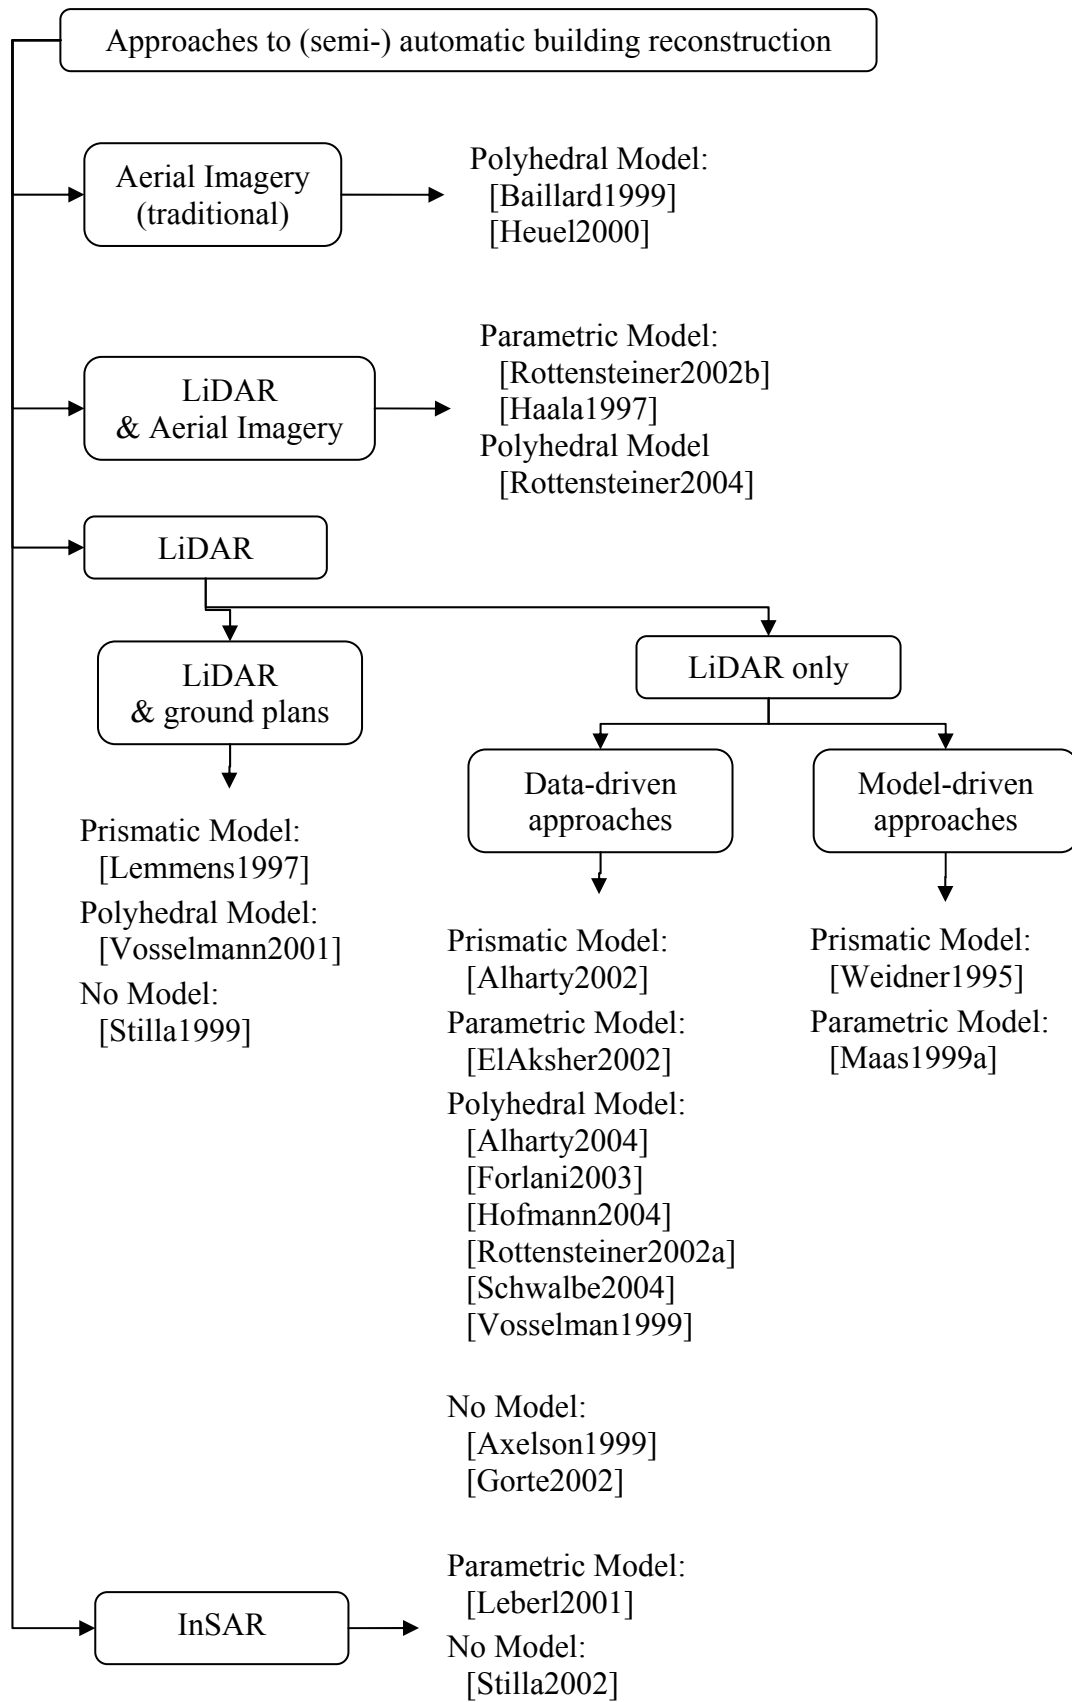 Approaches to (semi-) automatic building reconstruction
Aerial Imagery
(traditional)
Polyhedral Model:
[Baillard1999]
[Heuel2000]
LiDAR
& Aerial Imagery
Parametric Model:
[Rottensteiner2002b]
[Haala1997]
Polyhedral Model
[Rottensteiner2004]
LiDAR
LiDAR
& ground plans
Prismatic Model:
[Lemmens1997]
Polyhedral Model:
[Vosselmann2001]
No Model:
[Stilla1999]
LiDAR only
Data-driven
approaches
Prismatic Model:
[Alharty2002]
Parametric Model:
[ElAksher2002]
Polyhedral Model:
[Alharty2004]
[Forlani2003]
[Hofmann2004]
[Rottensteiner2002a]
[Schwalbe2004]
[Vosselman1999]
No Model:
[Axelson1999]
[Gorte2002]
Model-driven
approaches
Prismatic Model:
[Weidner1995]
Parametric Model:
[Maas1999a]
InSAR
Parametric Model:
[Leberl2001]
No Model:
[Stilla2002]